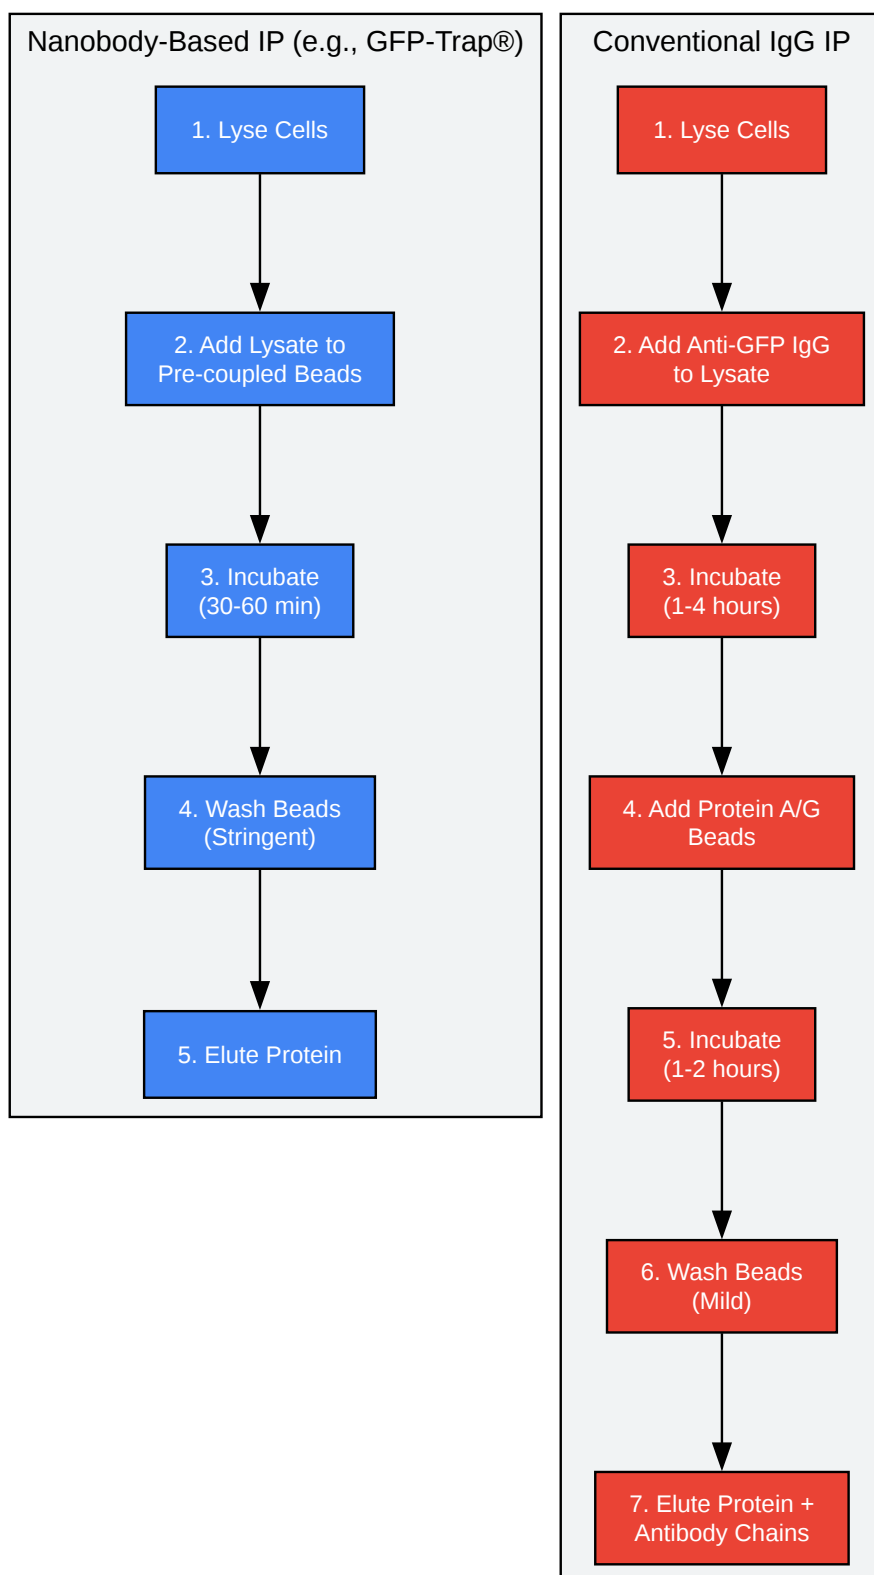 Nanobody-Based IP (e.g., GFP-Trap®)
1. Lyse Cells
2. Add Lysate to
Pre-coupled Beads
3. Incubate
(30-60 min)
4. Wash Beads
(Stringent)
5. Elute Protein
Conventional IgG IP
1. Lyse Cells
2. Add Anti-GFP IgG
to Lysate
3. Incubate
(1-4 hours)
4. Add Protein A/G
Beads
5. Incubate
(1-2 hours)
6. Wash Beads
(Mild)
7. Elute Protein +
Antibody Chains